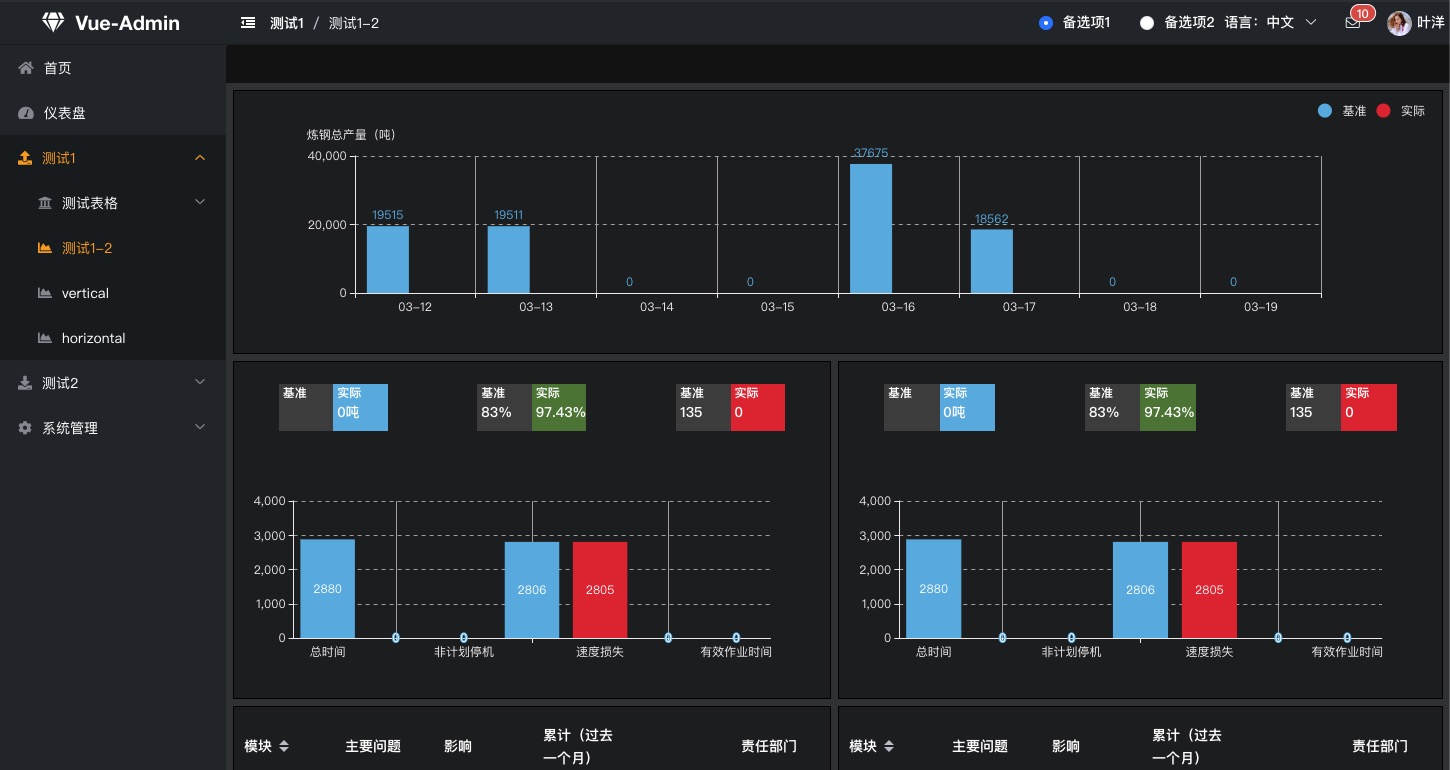 Vue-Admin
测试1 / 测试1-2
备选项1
备选项2
语言：中文
10
叶洋
首页
仪表盘
测试1
测试表格
测试1-2
vertical
horizontal
测试2
系统管理
基准
实际
炼钢总产量（吨）
40,000
20,000
0
19515
19511
0
0
37675
18562
0
0
03-12
03-13
03-14
03-15
03-16
03-17
03-18
03-19
基准
实际
0吨
基准
83%
实际
97.43%
基准
135
实际
0
4,000
3,000
2,000
1,000
0
2880
0
0
2806
2805
0
0
总时间
非计划停机
速度损失
有效作业时间
基准
实际
0吨
基准
83%
实际
97.43%
基准
135
实际
0
4,000
3,000
2,000
1,000
0
2880
0
0
2806
2805
0
0
总时间
非计划停机
速度损失
有效作业时间
模块
主要问题
影响
累计（过去
一个月）
责任部门
模块
主要问题
影响
累计（过去
一个月）
责任部门